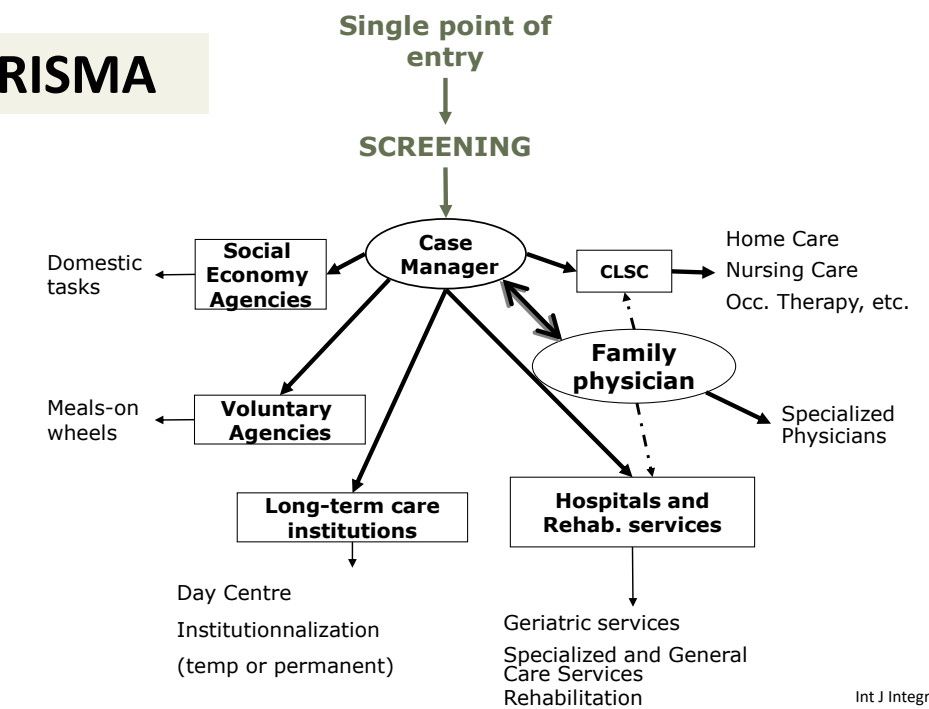 RISMA
Single point of
entry
SCREENING
Case
Manager
Social
Economy
Agencies
Domestic
tasks
CLSC
Home Care
Nursing Care
Occ. Therapy, etc.
Family
physician
Specialized
Physicians
Voluntary
Agencies
Meals-on
wheels
Long-term care
institutions
Hospitals and
Rehab. services
Day Centre
Institutionnalization
(temp or permanent)
Geriatric services
Specialized and General
Care Services
Rehabilitation
Int J Integr